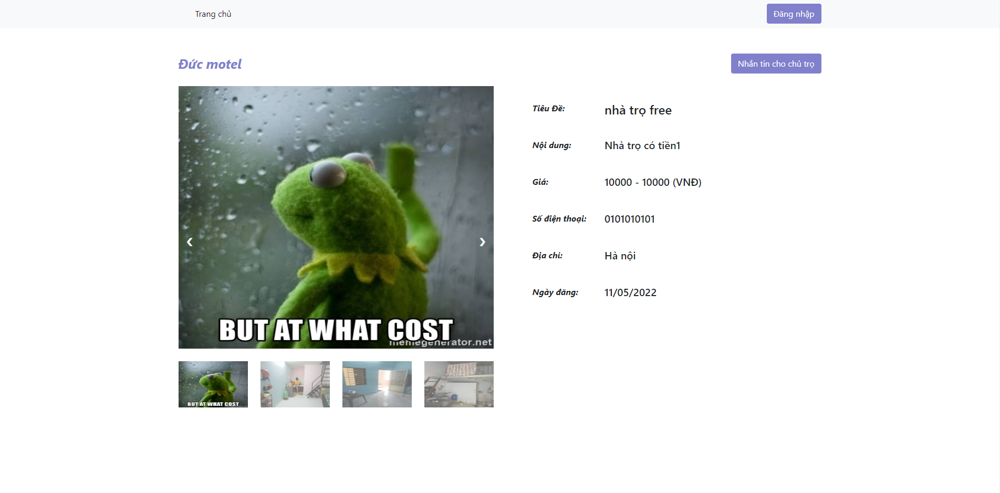 Trang chủ
Đăng nhập
Đức motel
Nhắn tin cho chủ trọ
Tiêu Đề: nhà trọ free
Nội dung: Nhà trọ có tiền1
Giá: 10000 - 10000 (VNĐ)
Số điện thoại: 0101010101
Địa chỉ: Hà nội
Ngày đăng: 11/05/2022
BUT AT WHAT COST
memegenerator.net
BUT AT WHAT COST